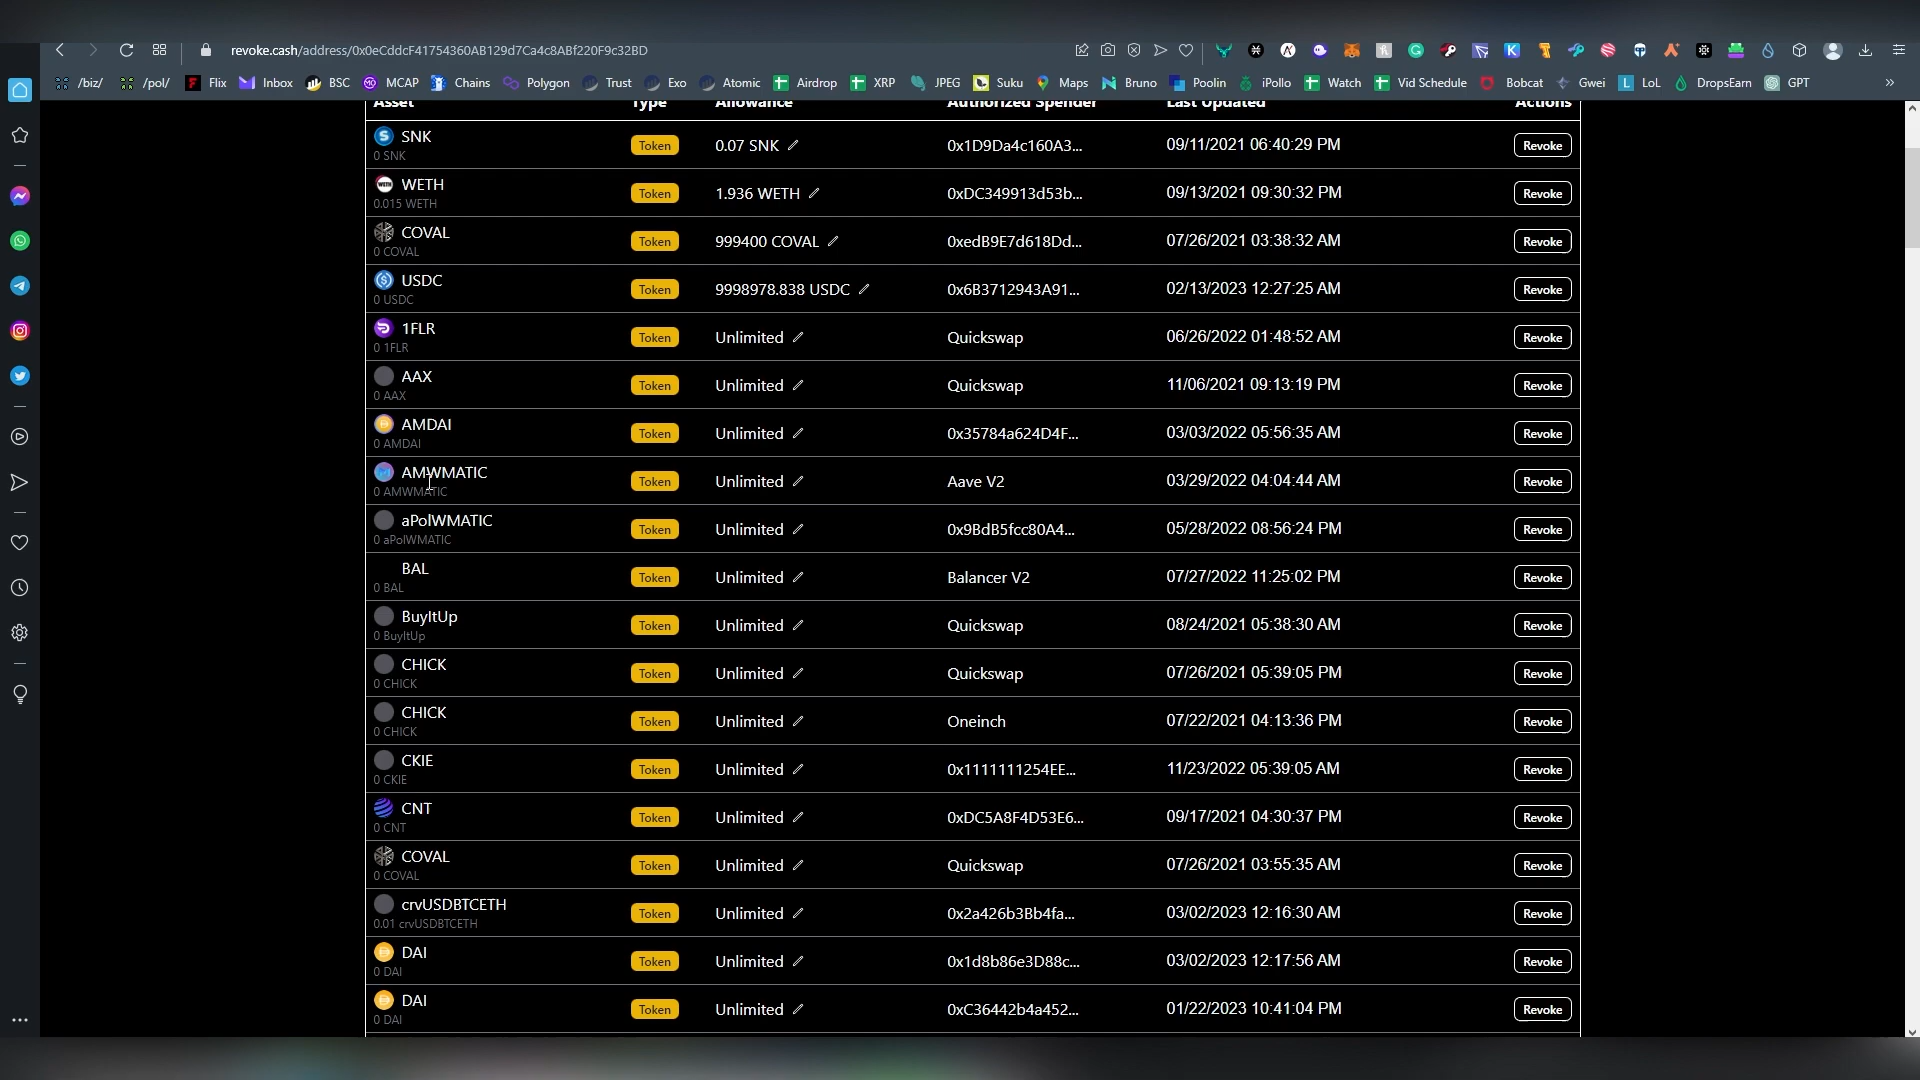 revoke.cash/address/0x0eCddcF41754360AB129d7Ca4c8ABf220F9c32BD
/biz/ /pol/ Flix Inbox BSC MCAP Chains Polygon Trust Exo Atomic Airdrop XRP JPEG Suku Maps Bruno Poolin iPollo Watch Vid Schedule Bobcat Gwei LoL DropsEarn GPT
Asset Type Allowance Authorized Spender Last Updated Actions
SNK
0 SNK
Token 0.07 SNK 0x1D9Da4c160A3... 09/11/2021 06:40:29 PM Revoke
WETH
0.015 WETH
Token 1.936 WETH 0xDC349913d53b... 09/13/2021 09:30:32 PM Revoke
COVAL
0 COVAL
Token 999400 COVAL 0xedB9E7d618Dd... 07/26/2021 03:38:32 AM Revoke
USDC
0 USDC
Token 9998978.838 USDC 0x6B3712943A91... 02/13/2023 12:27:25 AM Revoke
1FLR
0 1FLR
Token Unlimited Quickswap 06/26/2022 01:48:52 AM Revoke
AAX
0 AAX
Token Unlimited Quickswap 11/06/2021 09:13:19 PM Revoke
AMDAI
0 AMDAI
Token Unlimited 0x35784a624D4F... 03/03/2022 05:56:35 AM Revoke
AMWMATIC
0 AMWMATIC
Token Unlimited Aave V2 03/29/2022 04:04:44 AM Revoke
aPolWMATIC
0 aPolWMATIC
Token Unlimited 0x9BdB5fcc80A4... 05/28/2022 08:56:24 PM Revoke
BAL
0 BAL
Token Unlimited Balancer V2 07/27/2022 11:25:02 PM Revoke
BuyItUp
0 BuyItUp
Token Unlimited Quickswap 08/24/2021 05:38:30 AM Revoke
CHICK
0 CHICK
Token Unlimited Quickswap 07/26/2021 05:39:05 PM Revoke
CHICK
0 CHICK
Token Unlimited Oneinch 07/22/2021 04:13:36 PM Revoke
CKIE
0 CKIE
Token Unlimited 0x1111111254EE... 11/23/2022 05:39:05 AM Revoke
CNT
0 CNT
Token Unlimited 0xDC5A8F4D53E6... 09/17/2021 04:30:37 PM Revoke
COVAL
0 COVAL
Token Unlimited Quickswap 07/26/2021 03:55:35 AM Revoke
crvUSDBTCETH
0.01 crvUSDBTCETH
Token Unlimited 0x2a426b3Bb4fa... 03/02/2023 12:16:30 AM Revoke
DAI
0 DAI
Token Unlimited 0x1d8b86e3D88c... 03/02/2023 12:17:56 AM Revoke
DAI
0 DAI
Token Unlimited 0xC36442b4a452... 01/22/2023 10:41:04 PM Revoke